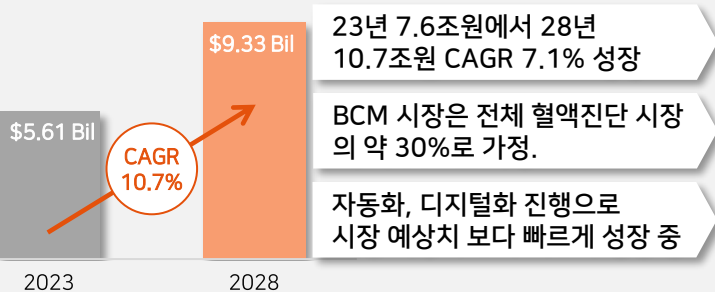 $5.61 Bil
$9.33 Bil
CAGR
10.7%
2023
2028
23년 7.6조원에서 28년
10.7조원 CAGR 7.1% 성장
BCM 시장은 전체 혈액진단 시장
의 약 30%로 가정.
자동화, 디지털화 진행으로
시장 예상치 보다 빠르게 성장 중